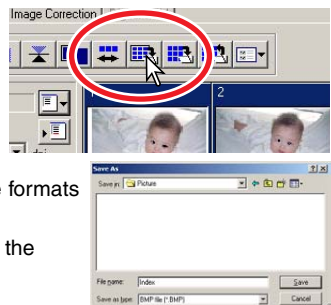 Image Correction
1
2
formats
the
Save As
Save in: Picture
File name: Index
Save
Save as type: BMP file (*.BMP)
Cancel